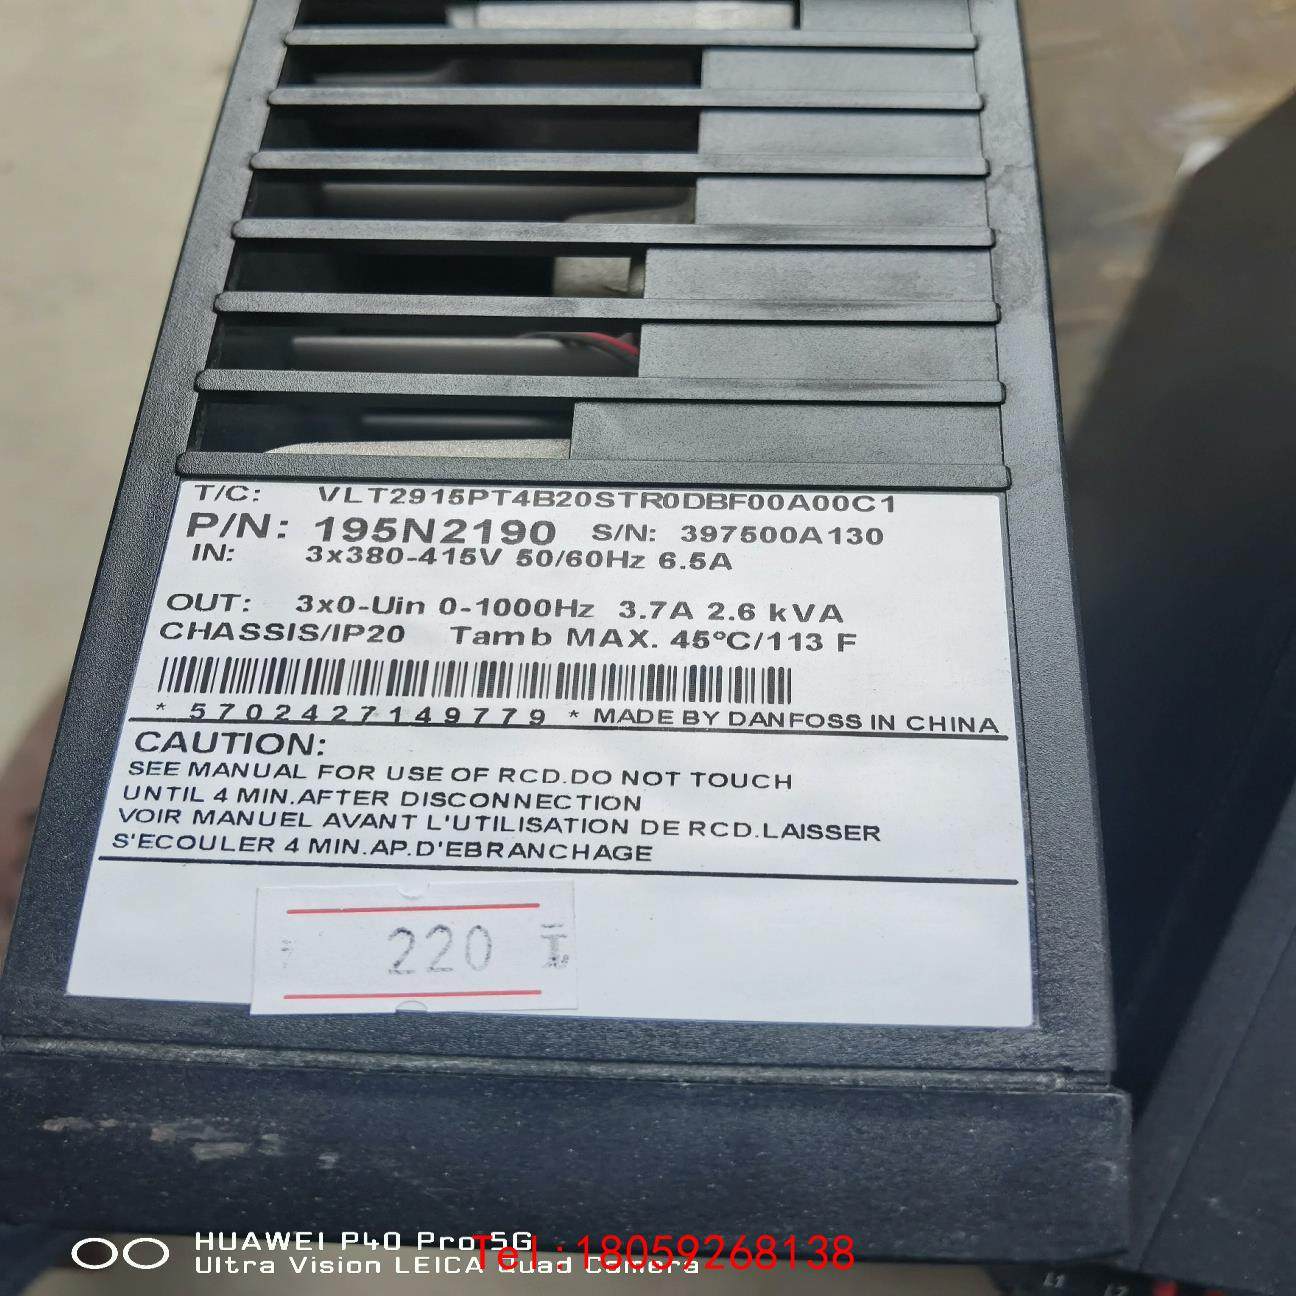 T/C: VLT2915PT4B20STR0DBF00A00C1
P/N: 195N2190 S/N: 397500A130
IN: 3x380-415V 50/60Hz 6.5A
OUT: 3x0-Uin 0-1000Hz 3.7A 2.6 kVA
CHASSIS/IP20 Tamb MAX. 45°C/113 F
* 5702427149779 * MADE BY DANFOSS IN CHINA
CAUTION:
SEE MANUAL FOR USE OF RCD.DO NOT TOUCH
UNTIL 4 MIN.AFTER DISCONNECTION
VOIR MANUEL AVANT L'UTILISATION DE RCD.LAISSER
S'ECOULER 4 MIN.AP.D'EBRANCHAGE
220
HUAWEI P40 Pro 5G
Ultra Vision LEICA Quad Camera
Tel:18059268138
L1 L2